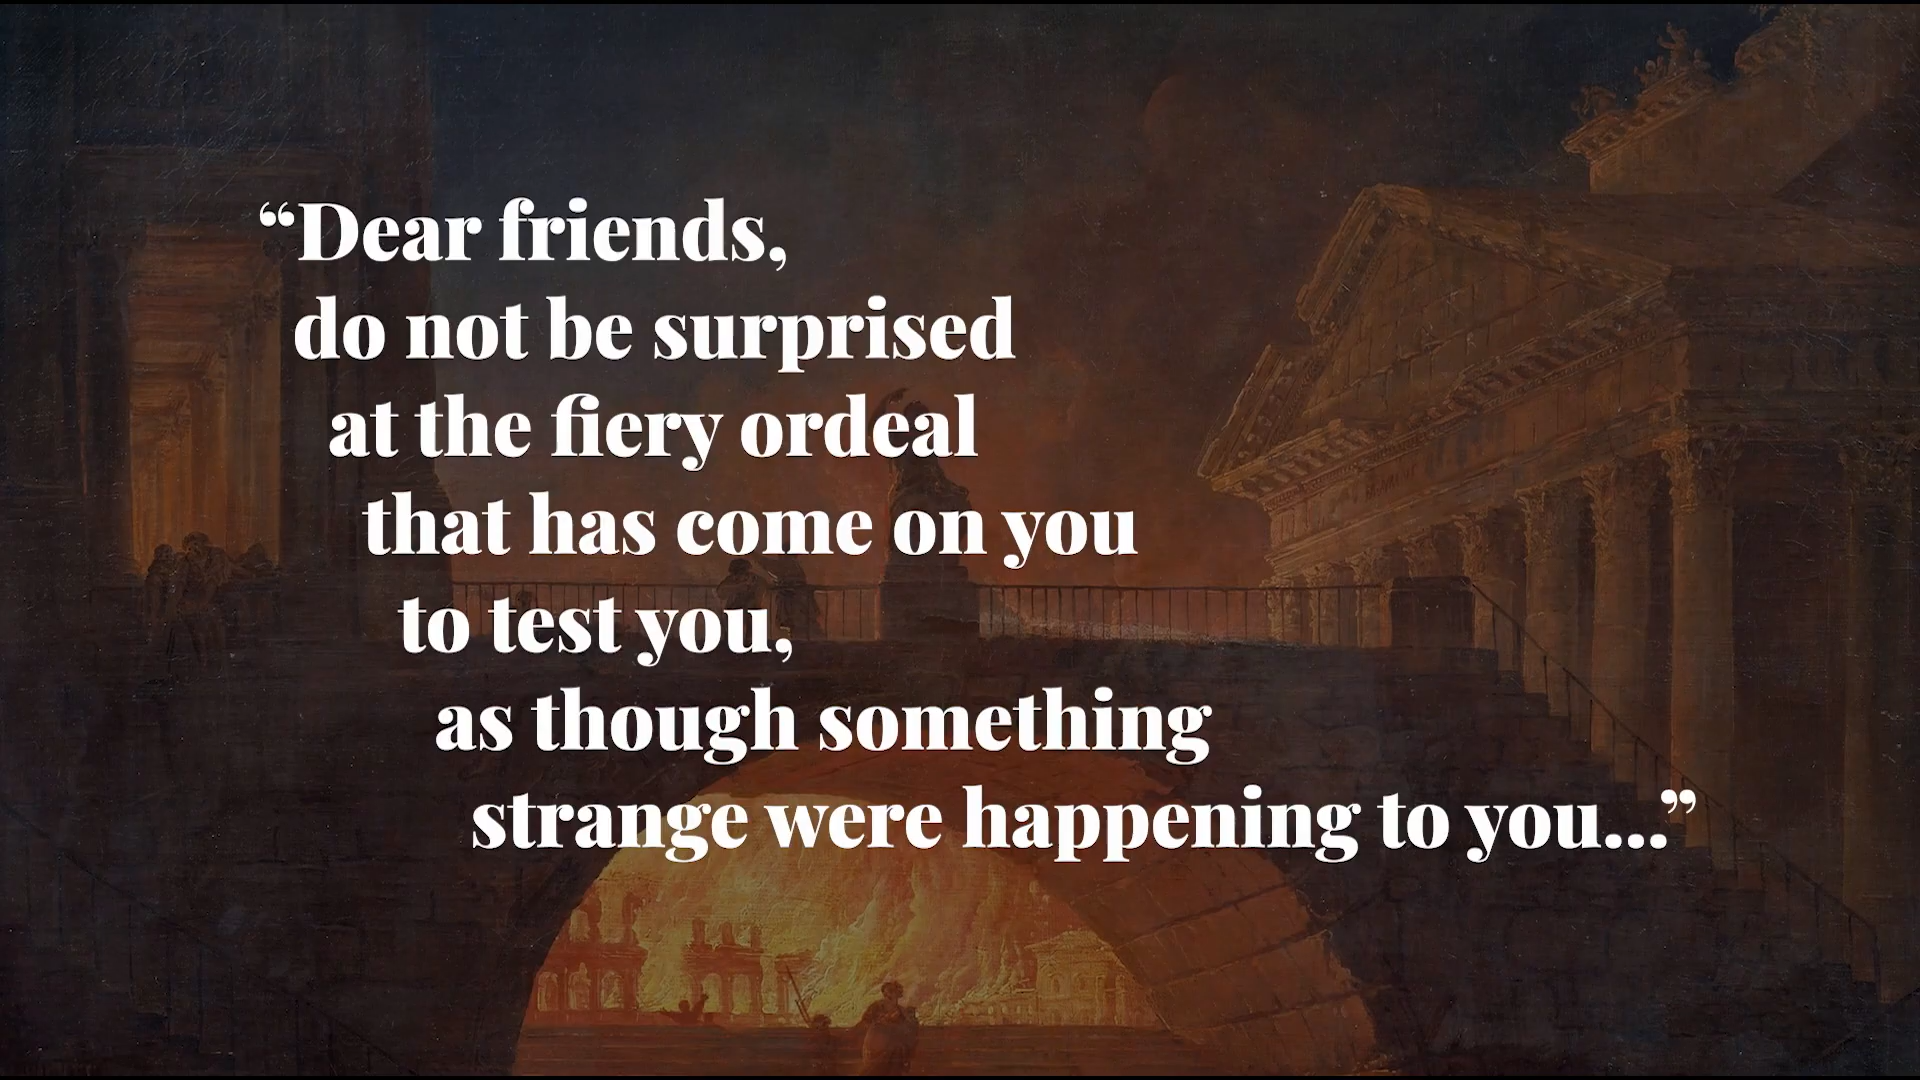 “Dear friends,
do not be surprised
at the fiery ordeal
that has come on you
to test you,
as though something
strange were happening to you...”